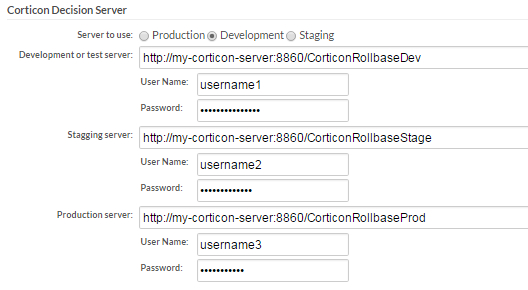 Corticon Decision Server
Server to use: Production Development Staging
Development or test server: http://my-corticon-server:8860/CorticonRollbaseDev
User Name: username1
Password: ••••••••••••••
Stagging server: http://my-corticon-server:8860/CorticonRollbaseStage
User Name: username2
Password: ••••••••••••
Production server: http://my-corticon-server:8860/CorticonRollbaseProd
User Name: username3
Password: •••••••••••